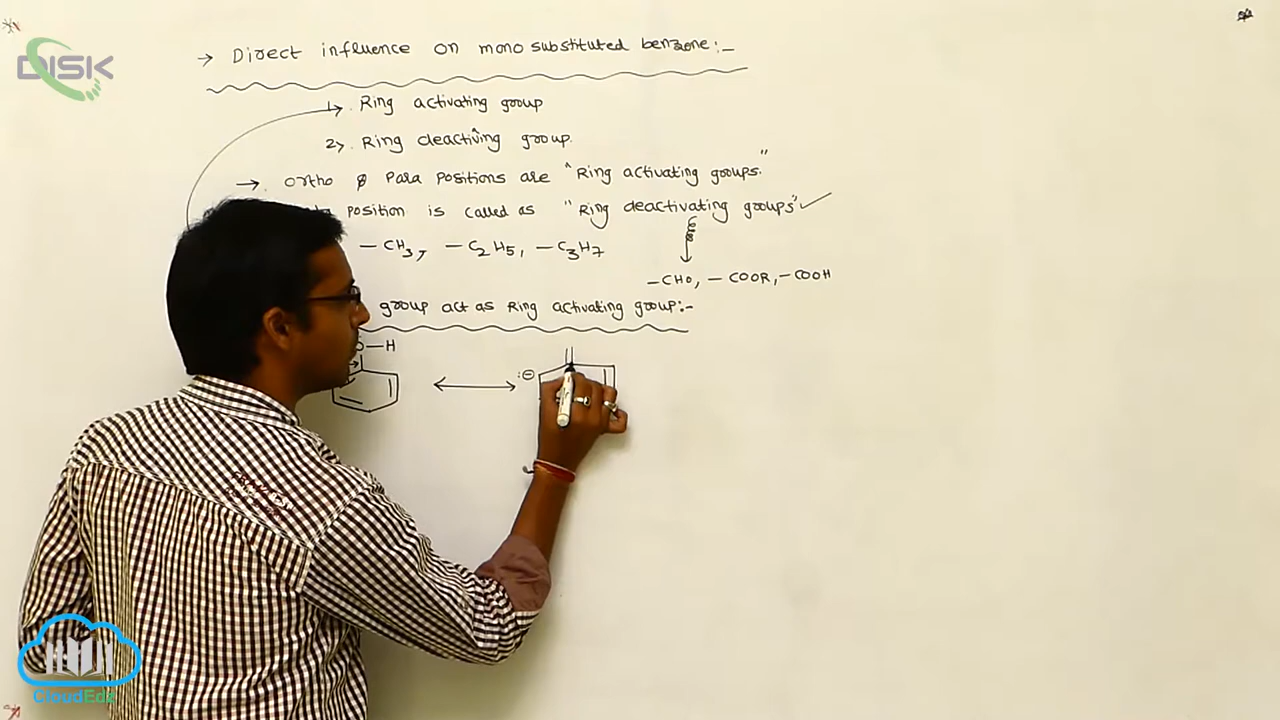 DISK
→ Direct influence on mono substituted benzene:-
1) . Ring activating group
2) . Ring deactiving group.
→ Ortho & Para positions are "Ring activating groups."
position is called as "Ring deactivating groups"
-CH3, -C2H5, -C3H7
-CHO, -COOR, -COOH
group act as Ring activating group:-
O-H
:⊖
CloudEdz